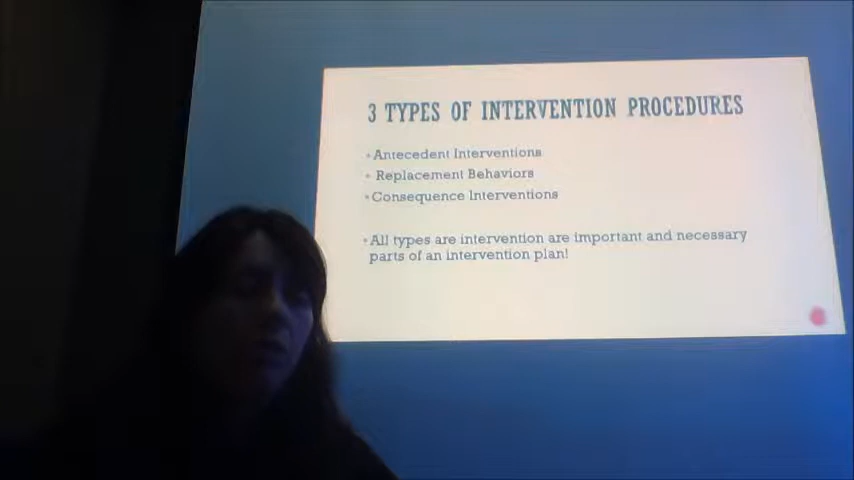 3 TYPES OF INTERVENTION PROCEDURES
• Antecedent Interventions
• Replacement Behaviors
• Consequence Interventions
• All types are intervention are important and necessary
parts of an intervention plan!